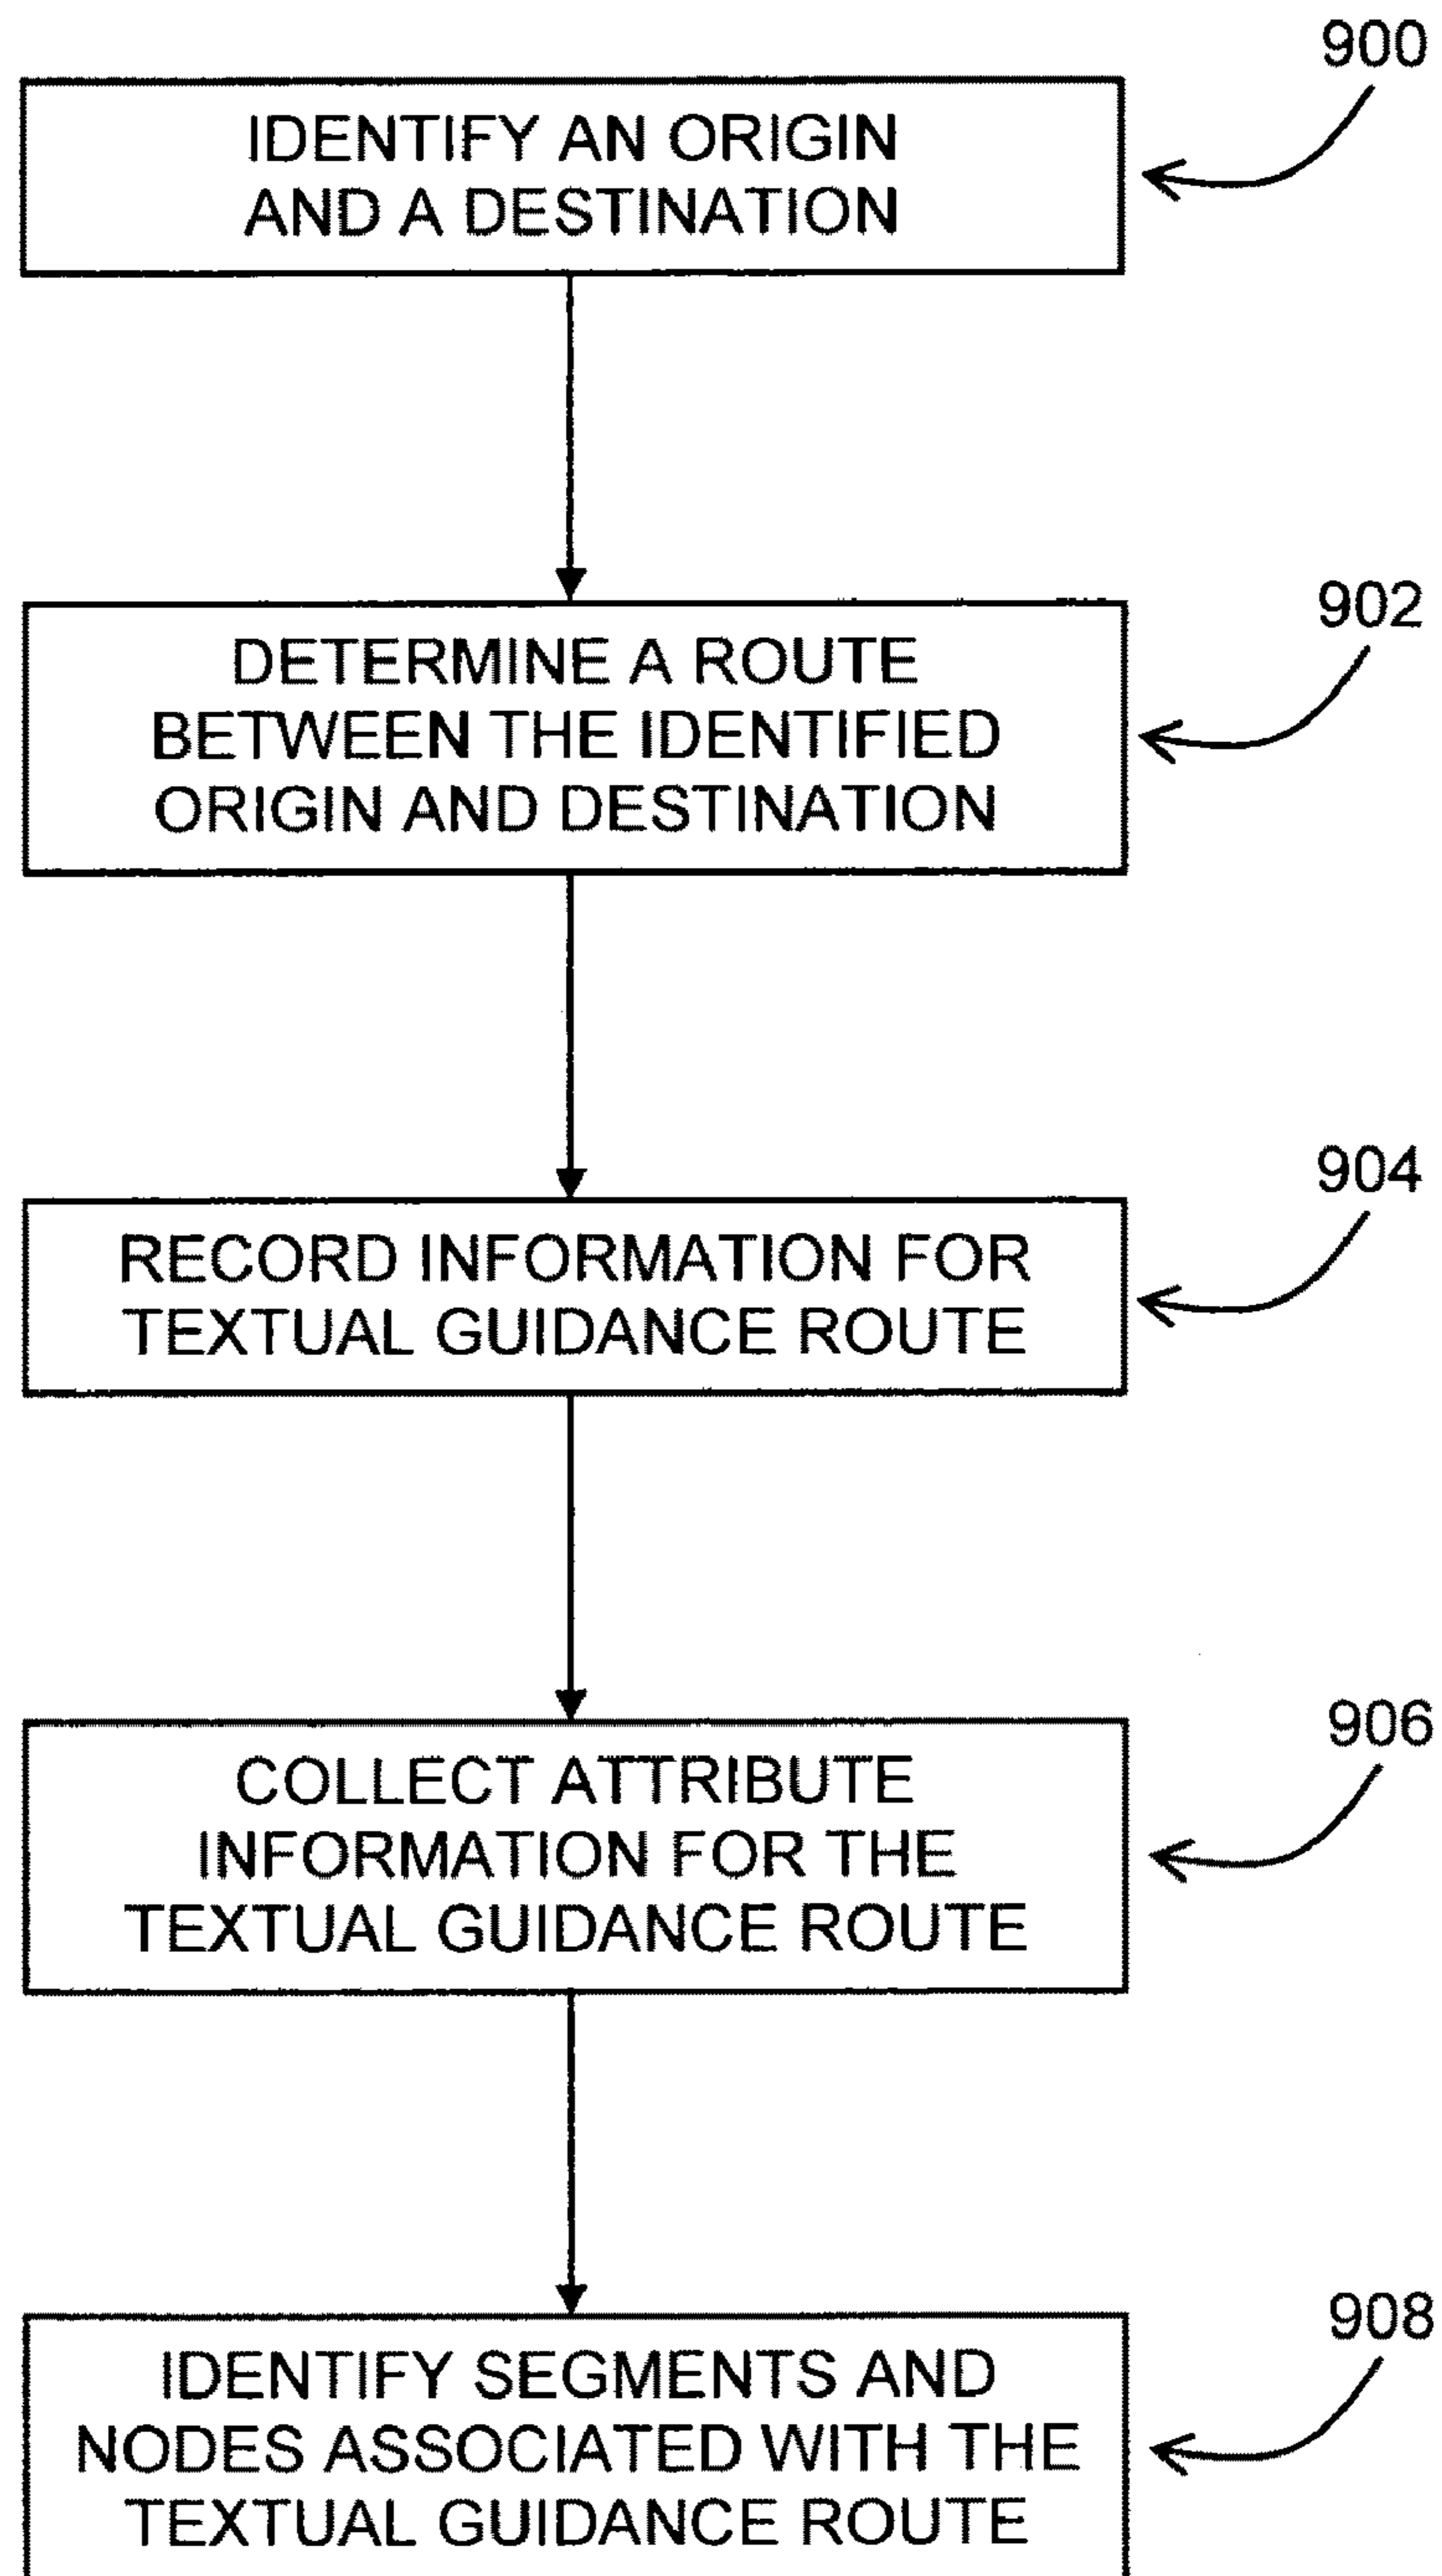 900
IDENTIFY AN ORIGIN
AND A DESTINATION
902
DETERMINE A ROUTE
BETWEEN THE IDENTIFIED
ORIGIN AND DESTINATION
904
RECORD INFORMATION FOR
TEXTUAL GUIDANCE ROUTE
906
COLLECT ATTRIBUTE
INFORMATION FOR THE
TEXTUAL GUIDANCE ROUTE
908
IDENTIFY SEGMENTS AND
NODES ASSOCIATED WITH THE
TEXTUAL GUIDANCE ROUTE